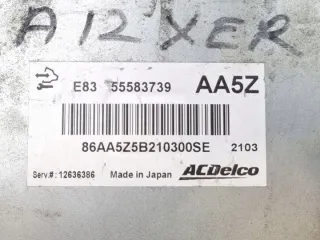 A12XER
E83 55583739 AA5Z
86AA5Z5B210300SE 2103
Serv.#: 12636386 Made in Japan ACDelco